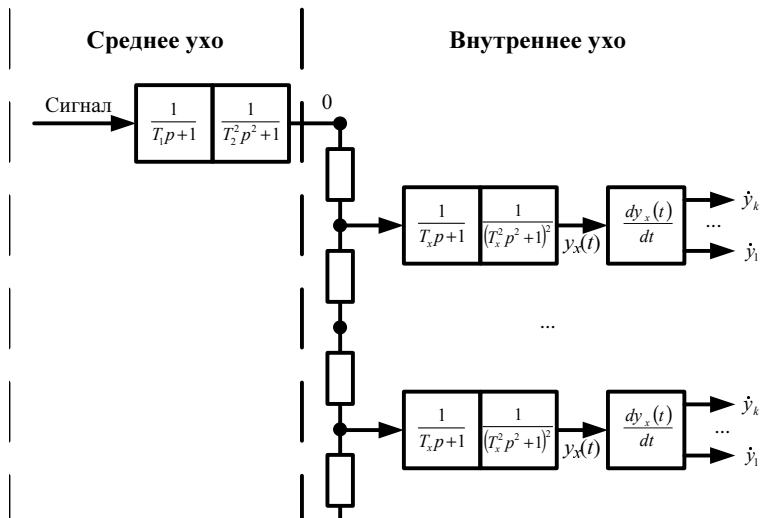 Среднее ухо
Внутреннее ухо
Сигнал
1
T₁p+1
1
T₂²p²+1
0
1
Tₓp+1
1
(Tₓ²p²+1)²
yₓ(t)
dyₓ(t)
dt
ẏₖ
...
ẏ₁
...
1
Tₓp+1
1
(Tₓ²p²+1)²
yₓ(t)
dyₓ(t)
dt
ẏₖ
...
ẏ₁